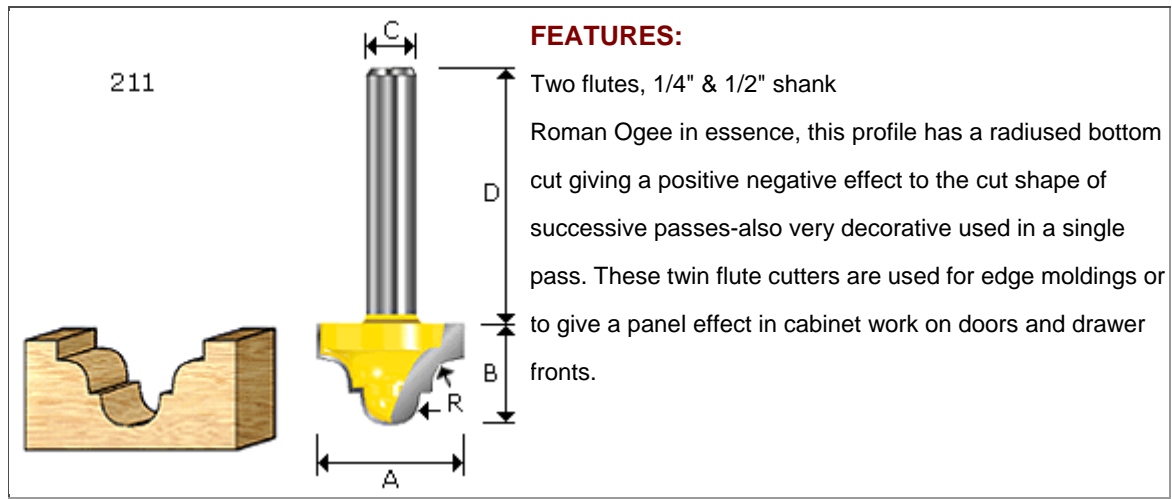 211
C
D
B
R
A
FEATURES:
Two flutes, 1/4" & 1/2" shank
Roman Ogee in essence, this profile has a radiused bottom
cut giving a positive negative effect to the cut shape of
successive passes-also very decorative used in a single
pass. These twin flute cutters are used for edge moldings or
to give a panel effect in cabinet work on doors and drawer
fronts.